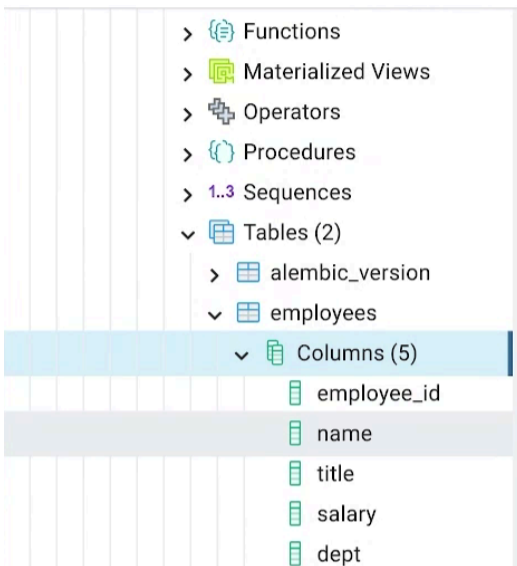 Functions
Materialized Views
Operators
Procedures
1..3 Sequences
Tables (2)
alembic_version
employees
Columns (5)
employee_id
name
title
salary
dept